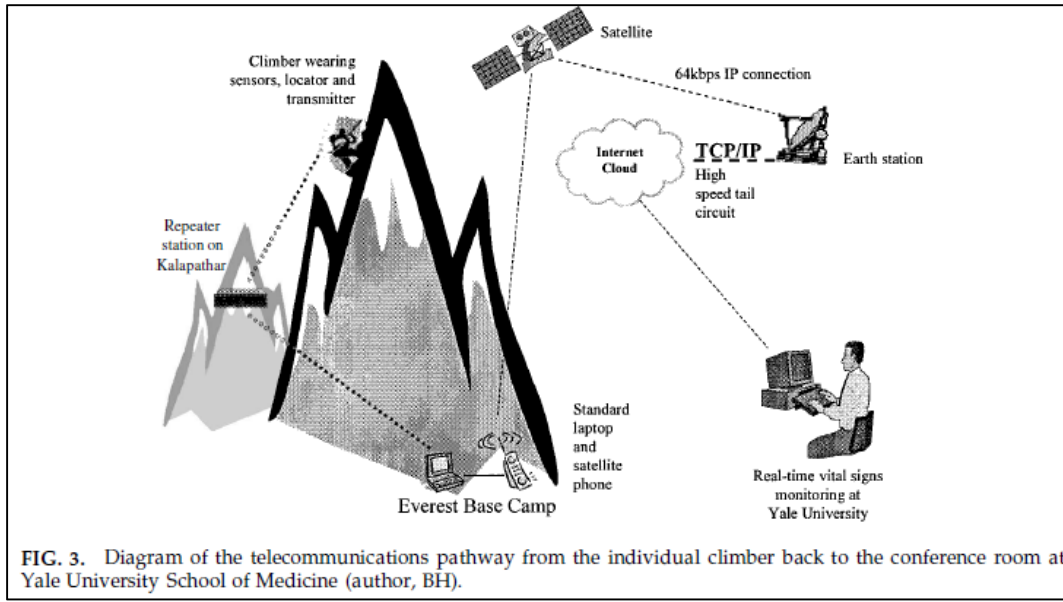 Satellite
Climber wearing
sensors, locator and
transmitter
64kbps IP connection
Internet
Cloud
TCP/IP
High
speed tail
circuit
Earth station
Repeater
station on
Kalapathar
Standard
laptop
and
satellite
phone
Everest Base Camp
Real-time vital signs
monitoring at
Yale University
FIG. 3. Diagram of the telecommunications pathway from the individual climber back to the conference room at
Yale University School of Medicine (author, BH).